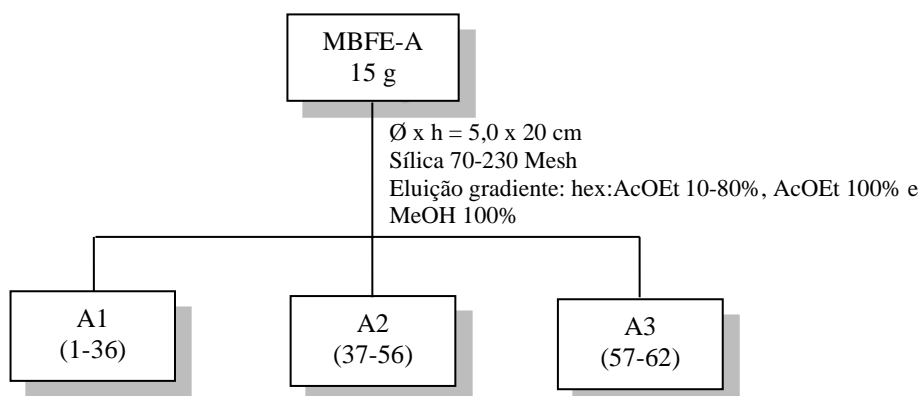 MBFE-A
15 g
Ø x h = 5,0 x 20 cm
Sílica 70-230 Mesh
Eluição gradiente: hex:AcOEt 10-80%, AcOEt 100% e
MeOH 100%
A1
(1-36)
A2
(37-56)
A3
(57-62)